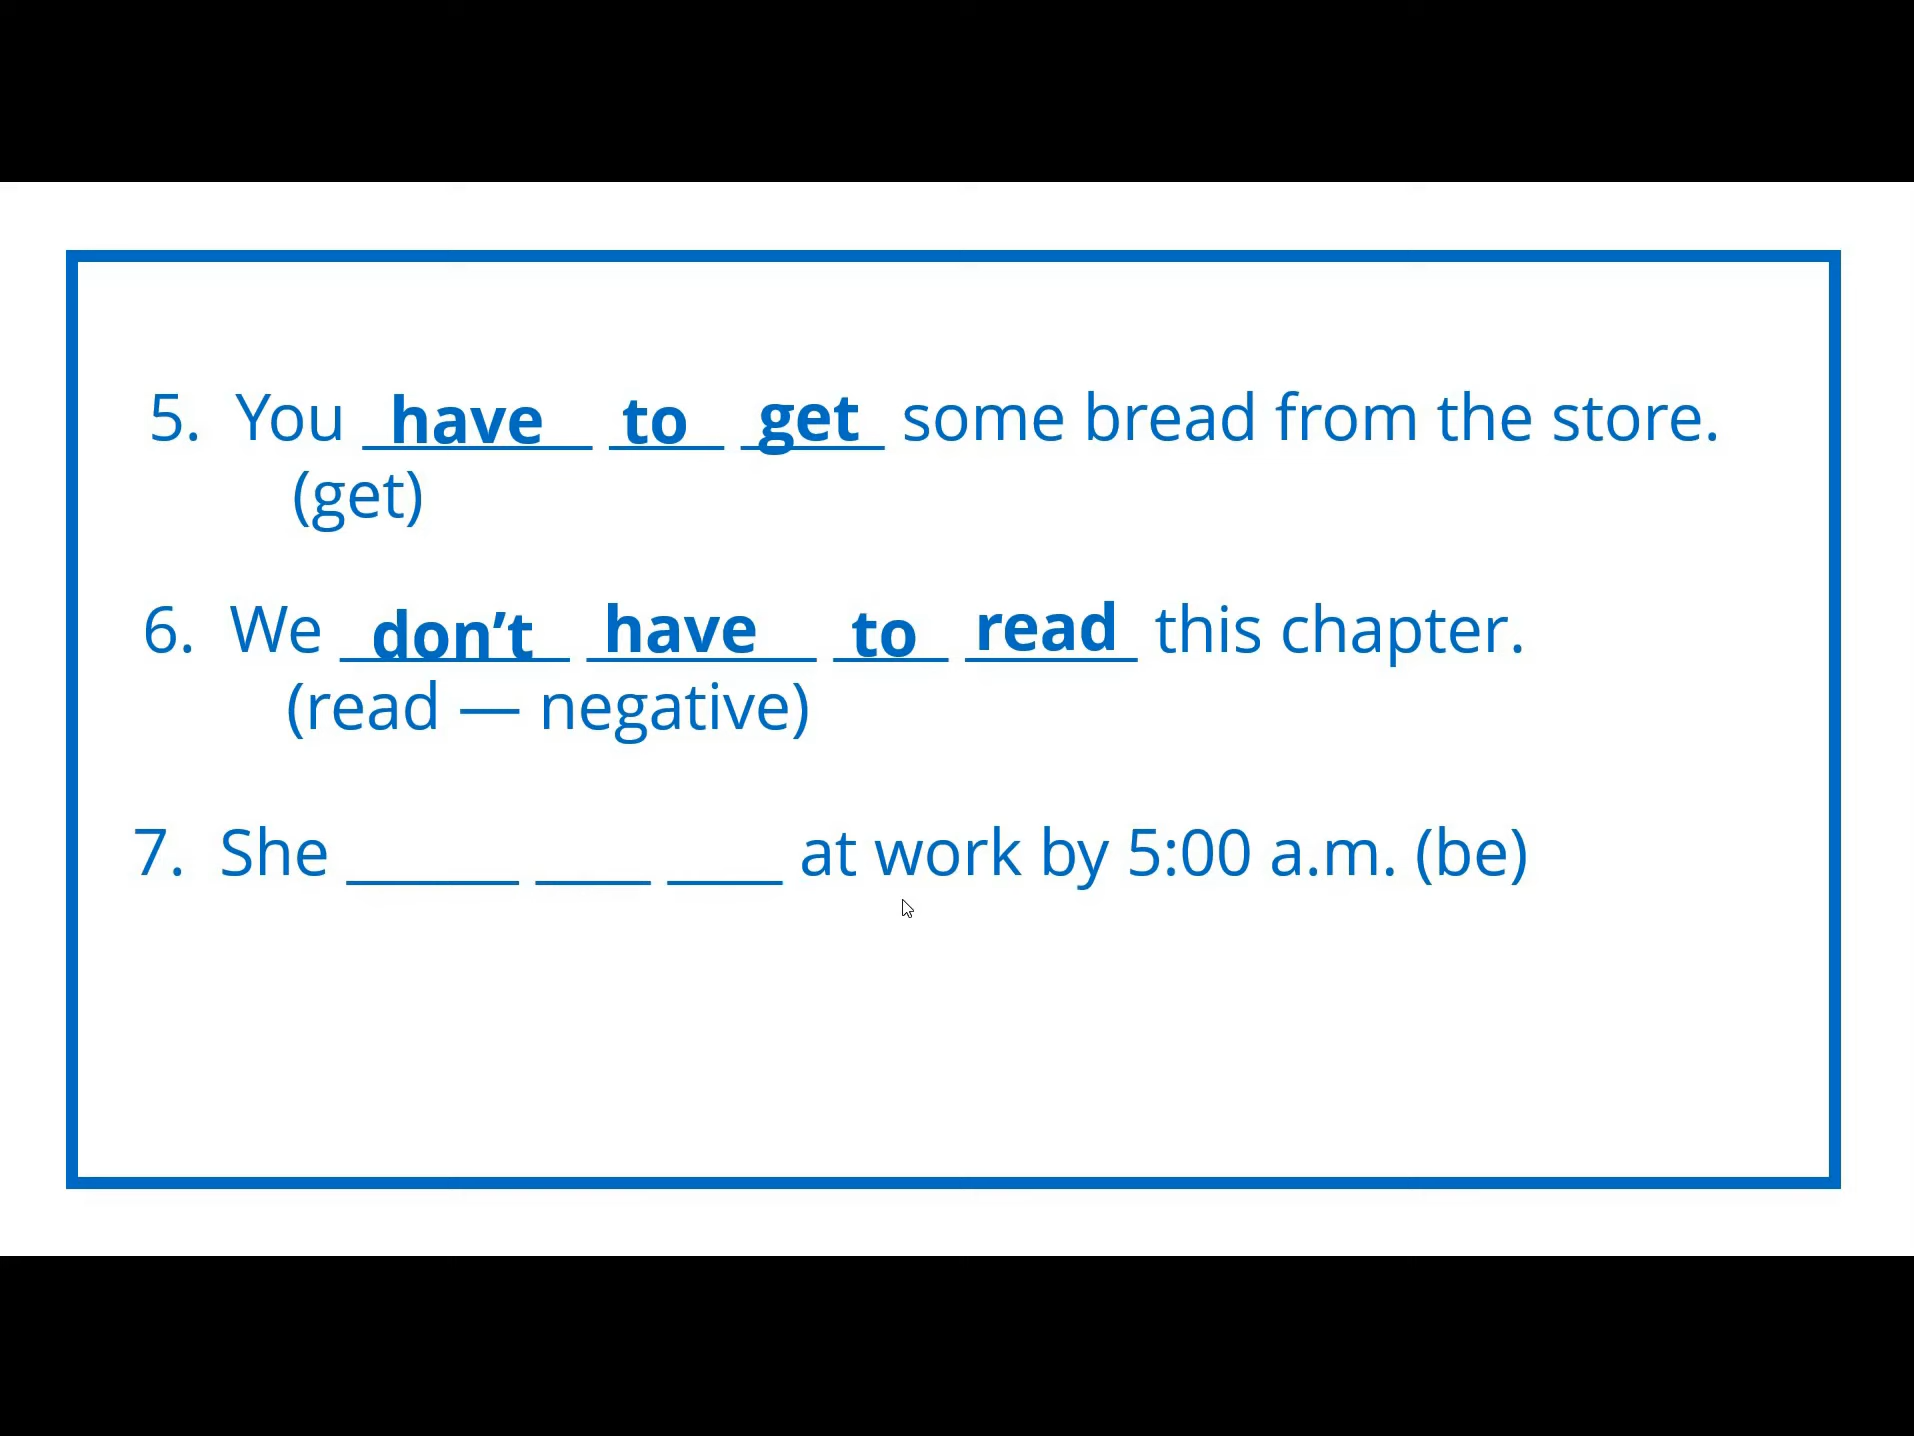 5. You have to get some bread from the store.
(get)
6. We don’t have to read this chapter.
(read — negative)
7. She ______ ____ ____ at work by 5:00 a.m. (be)